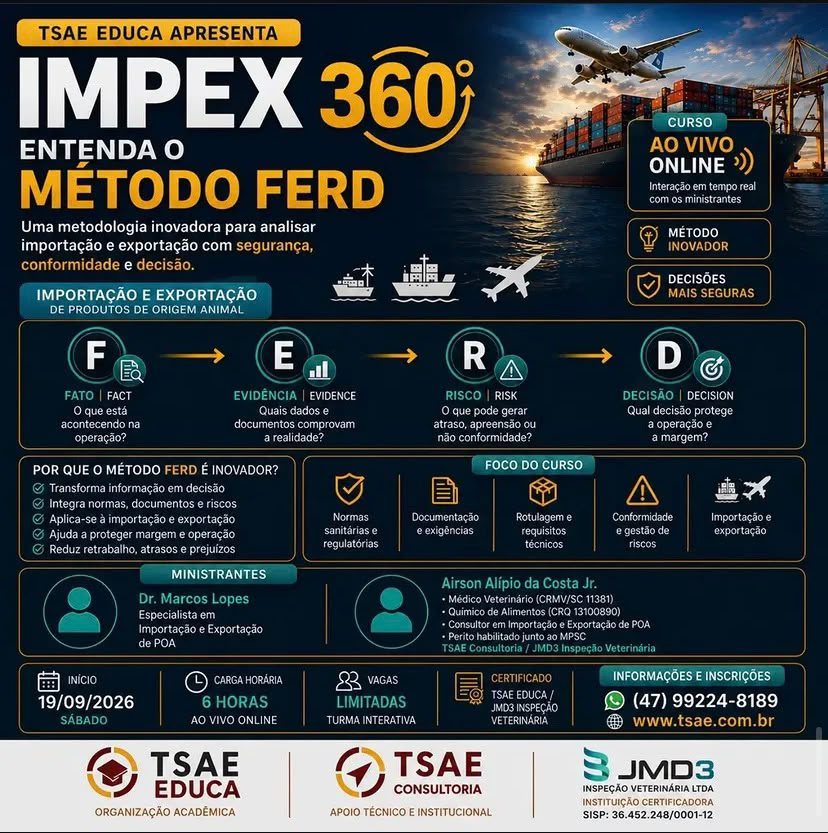 TSAE EDUCA APRESENTA
IMPEX 360°
ENTENDA O
MÉTODO FERD
Uma metodologia inovadora para analisar
importação e exportação com segurança,
conformidade e decisão.
CURSO
AO VIVO
ONLINE
Interação em tempo real
com os ministrantes
MÉTODO
INOVADOR
DECISÕES
MAIS SEGURAS
IMPORTAÇÃO E EXPORTAÇÃO
DE PRODUTOS DE ORIGEM ANIMAL
F
FATO | FACT
O que está
acontecendo na
operação?
E
EVIDÊNCIA | EVIDENCE
Quais dados e
documentos comprovam
a realidade?
R
RISCO | RISK
O que pode gerar
atraso, apreensão ou
não conformidade?
D
DECISÃO | DECISION
Qual decisão protege
a operação e
a margem?
POR QUE O MÉTODO FERD É INOVADOR?
Transforma informação em decisão
Integra normas, documentos e riscos
Aplica-se à importação e exportação
Ajuda a proteger margem e operação
Reduz retrabalho, atrasos e prejuízos
FOCO DO CURSO
Normas
sanitárias e
regulatórias
Documentação
e exigências
Rotulagem e
requisitos
técnicos
Conformidade
e gestão de
riscos
Importação e
exportação
MINISTRANTES
Dr. Marcos Lopes
Especialista em
Importação e Exportação
de POA
Airson Alípio da Costa Jr.
• Médico Veterinário (CRMV/SC 11381)
• Químico de Alimentos (CRQ 13100890)
• Consultor em Importação e Exportação de POA
• Perito habilitado junto ao MPSC
TSAE Consultoria / JMD3 Inspeção Veterinária
INÍCIO
19/09/2026
SÁBADO
CARGA HORÁRIA
6 HORAS
AO VIVO ONLINE
VAGAS
LIMITADAS
TURMA INTERATIVA
CERTIFICADO
TSAE EDUCA /
JMD3 INSPEÇÃO
VETERINÁRIA
INFORMAÇÕES E INSCRIÇÕES
(47) 99224-8189
www.tsae.com.br
TSAE
EDUCA
ORGANIZAÇÃO ACADÊMICA
TSAE
CONSULTORIA
APOIO TÉCNICO E INSTITUCIONAL
JMD3
INSPEÇÃO VETERINÁRIA LTDA
INSTITUIÇÃO CERTIFICADORA
SISP: 36.452.248/0001-12